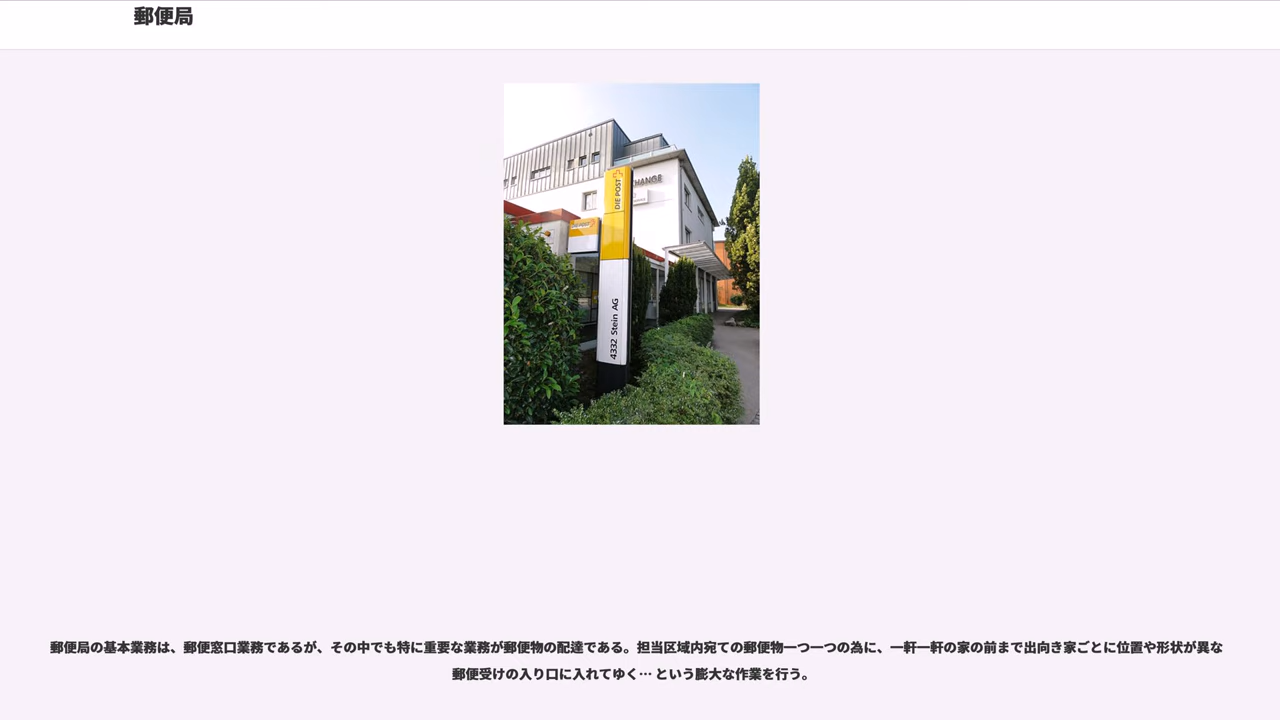 郵便局
CHANGE
DIE POST
DIE POST
4332 Stein AG
郵便局の基本業務は、郵便窓口業務であるが、その中でも特に重要な業務が郵便物の配達である。担当区域内宛ての郵便物一つ一つの為に、一軒一軒の家の前まで出向き家ごとに位置や形状が異な
郵便受けの入り口に入れてゆく… という膨大な作業を行う。